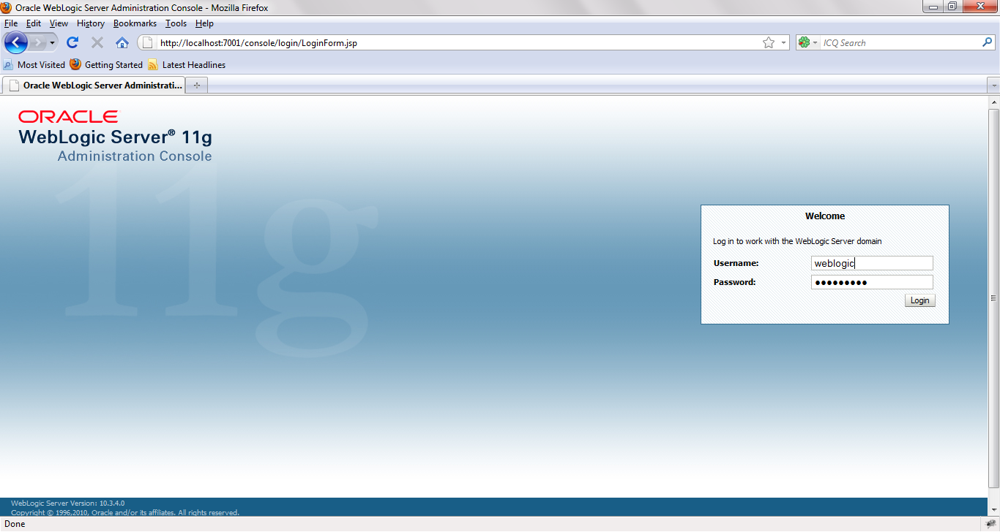 Oracle WebLogic Server Administration Console - Mozilla Firefox
File Edit View History Bookmarks Tools Help
http://localhost:7001/console/login/LoginForm.jsp ICQ Search
Most Visited Getting Started Latest Headlines
Oracle WebLogic Server Administrati...
ORACLE
WebLogic Server® 11g
Administration Console
11g
Welcome
Log in to work with the WebLogic Server domain
Username: weblogic
Password: ●●●●●●●●●
Login
WebLogic Server Version: 10.3.4.0
Copyright © 1996,2010, Oracle and/or its affiliates. All rights reserved.
Done